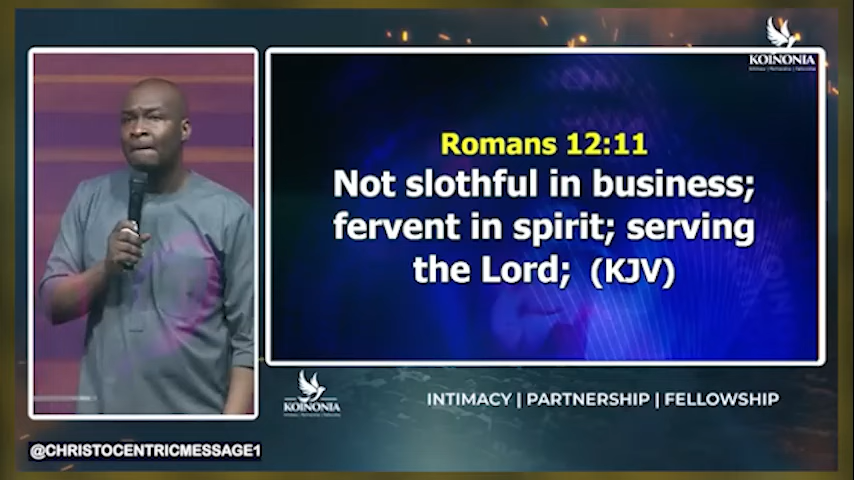 KOINONIA
Romans 12:11
Not slothful in business;
fervent in spirit; serving
the Lord; (KJV)
KOINONIA
INTIMACY | PARTNERSHIP | FELLOWSHIP
@CHRISTOCENTRICMESSAGE1